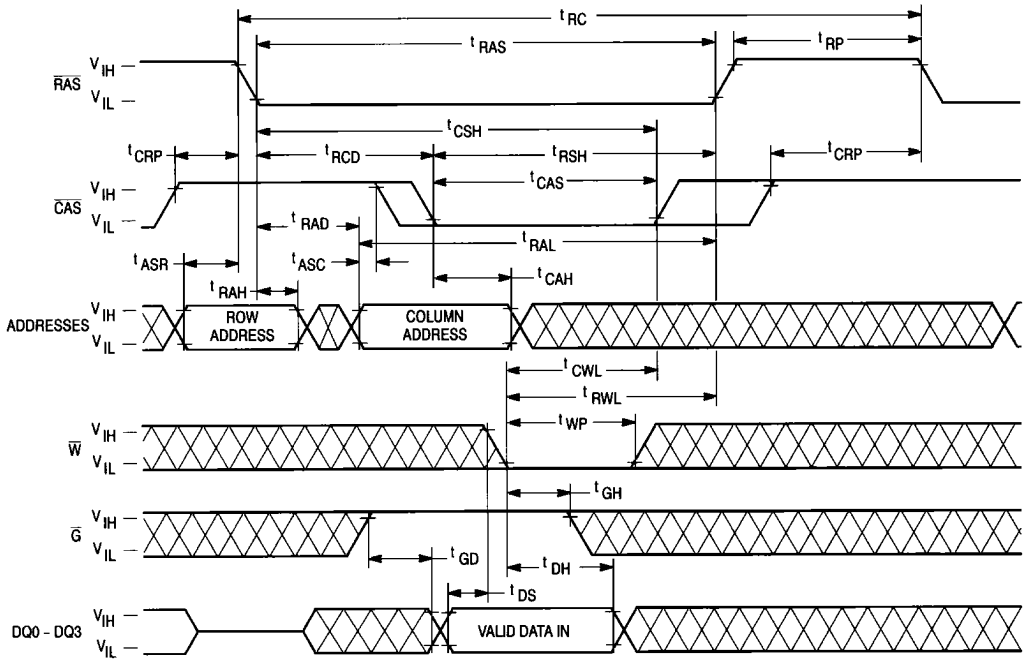 t RC
t RAS
t RP
RAS
V IH
V IL
t CSH
t CRP
t RCD
t RSH
t CRP
t CAS
CAS
V IH
V IL
t RAD
t RAL
t ASR
t ASC
t CAH
t RAH
ADDRESSES
V IH
V IL
ROW
ADDRESS
COLUMN
ADDRESS
t CWL
t RWL
t WP
W
V IH
V IL
t GH
G
V IH
V IL
t GD
t DH
t DS
DQ0 - DQ3
V IH
V IL
VALID DATA IN